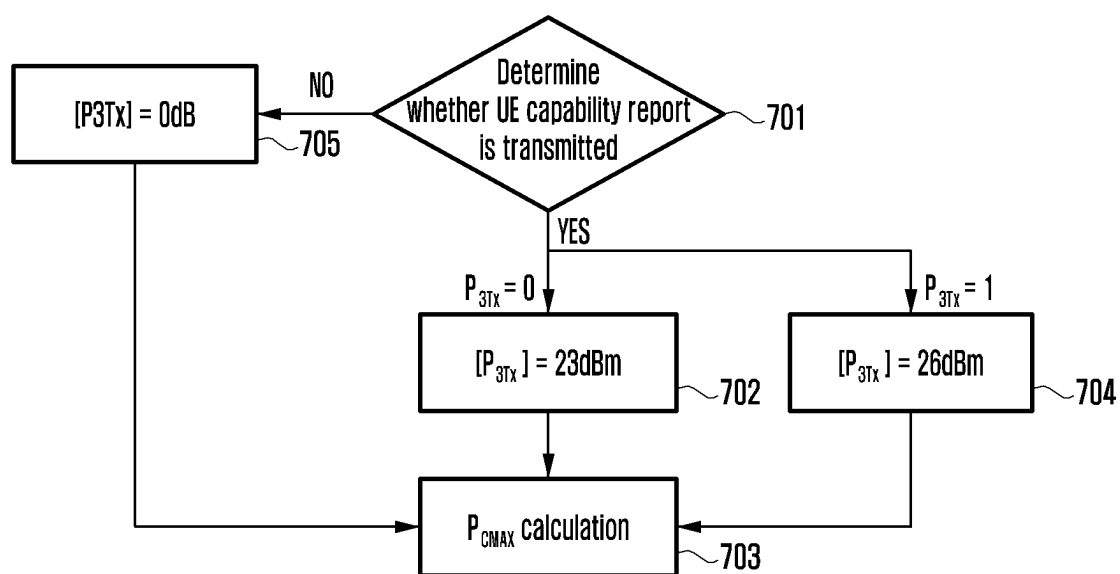 Determine
whether UE capability report
is transmitted
701
NO
[P3Tx] = 0dB
705
YES
P3Tx = 0
P3Tx = 1
[P3Tx] = 23dBm
702
[P3Tx] = 26dBm
704
PCMAX calculation
703